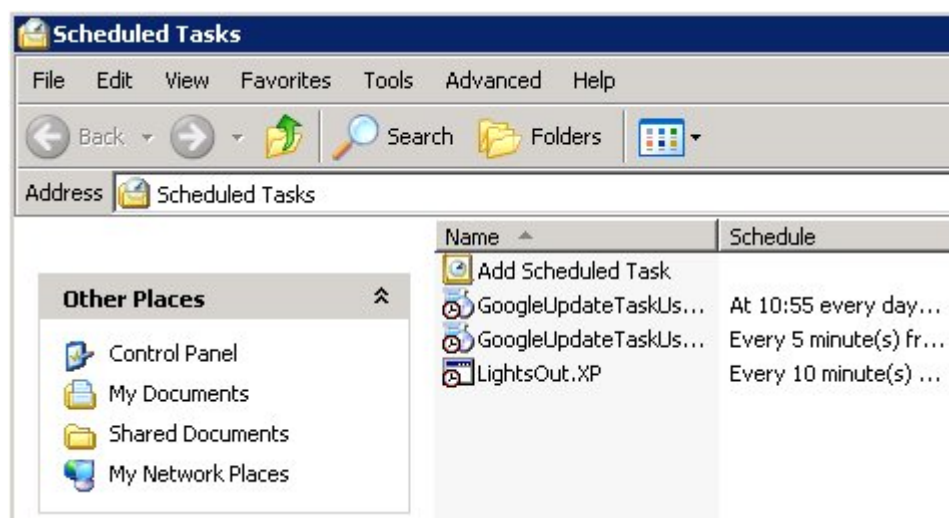 Scheduled Tasks
File Edit View Favorites Tools Advanced Help
Back Search Folders
Address Scheduled Tasks
Name Schedule
Add Scheduled Task
GoogleUpdateTaskUs... At 10:55 every day...
GoogleUpdateTaskUs... Every 5 minute(s) fr...
LightsOut.XP Every 10 minute(s) ...
Other Places
Control Panel
My Documents
Shared Documents
My Network Places